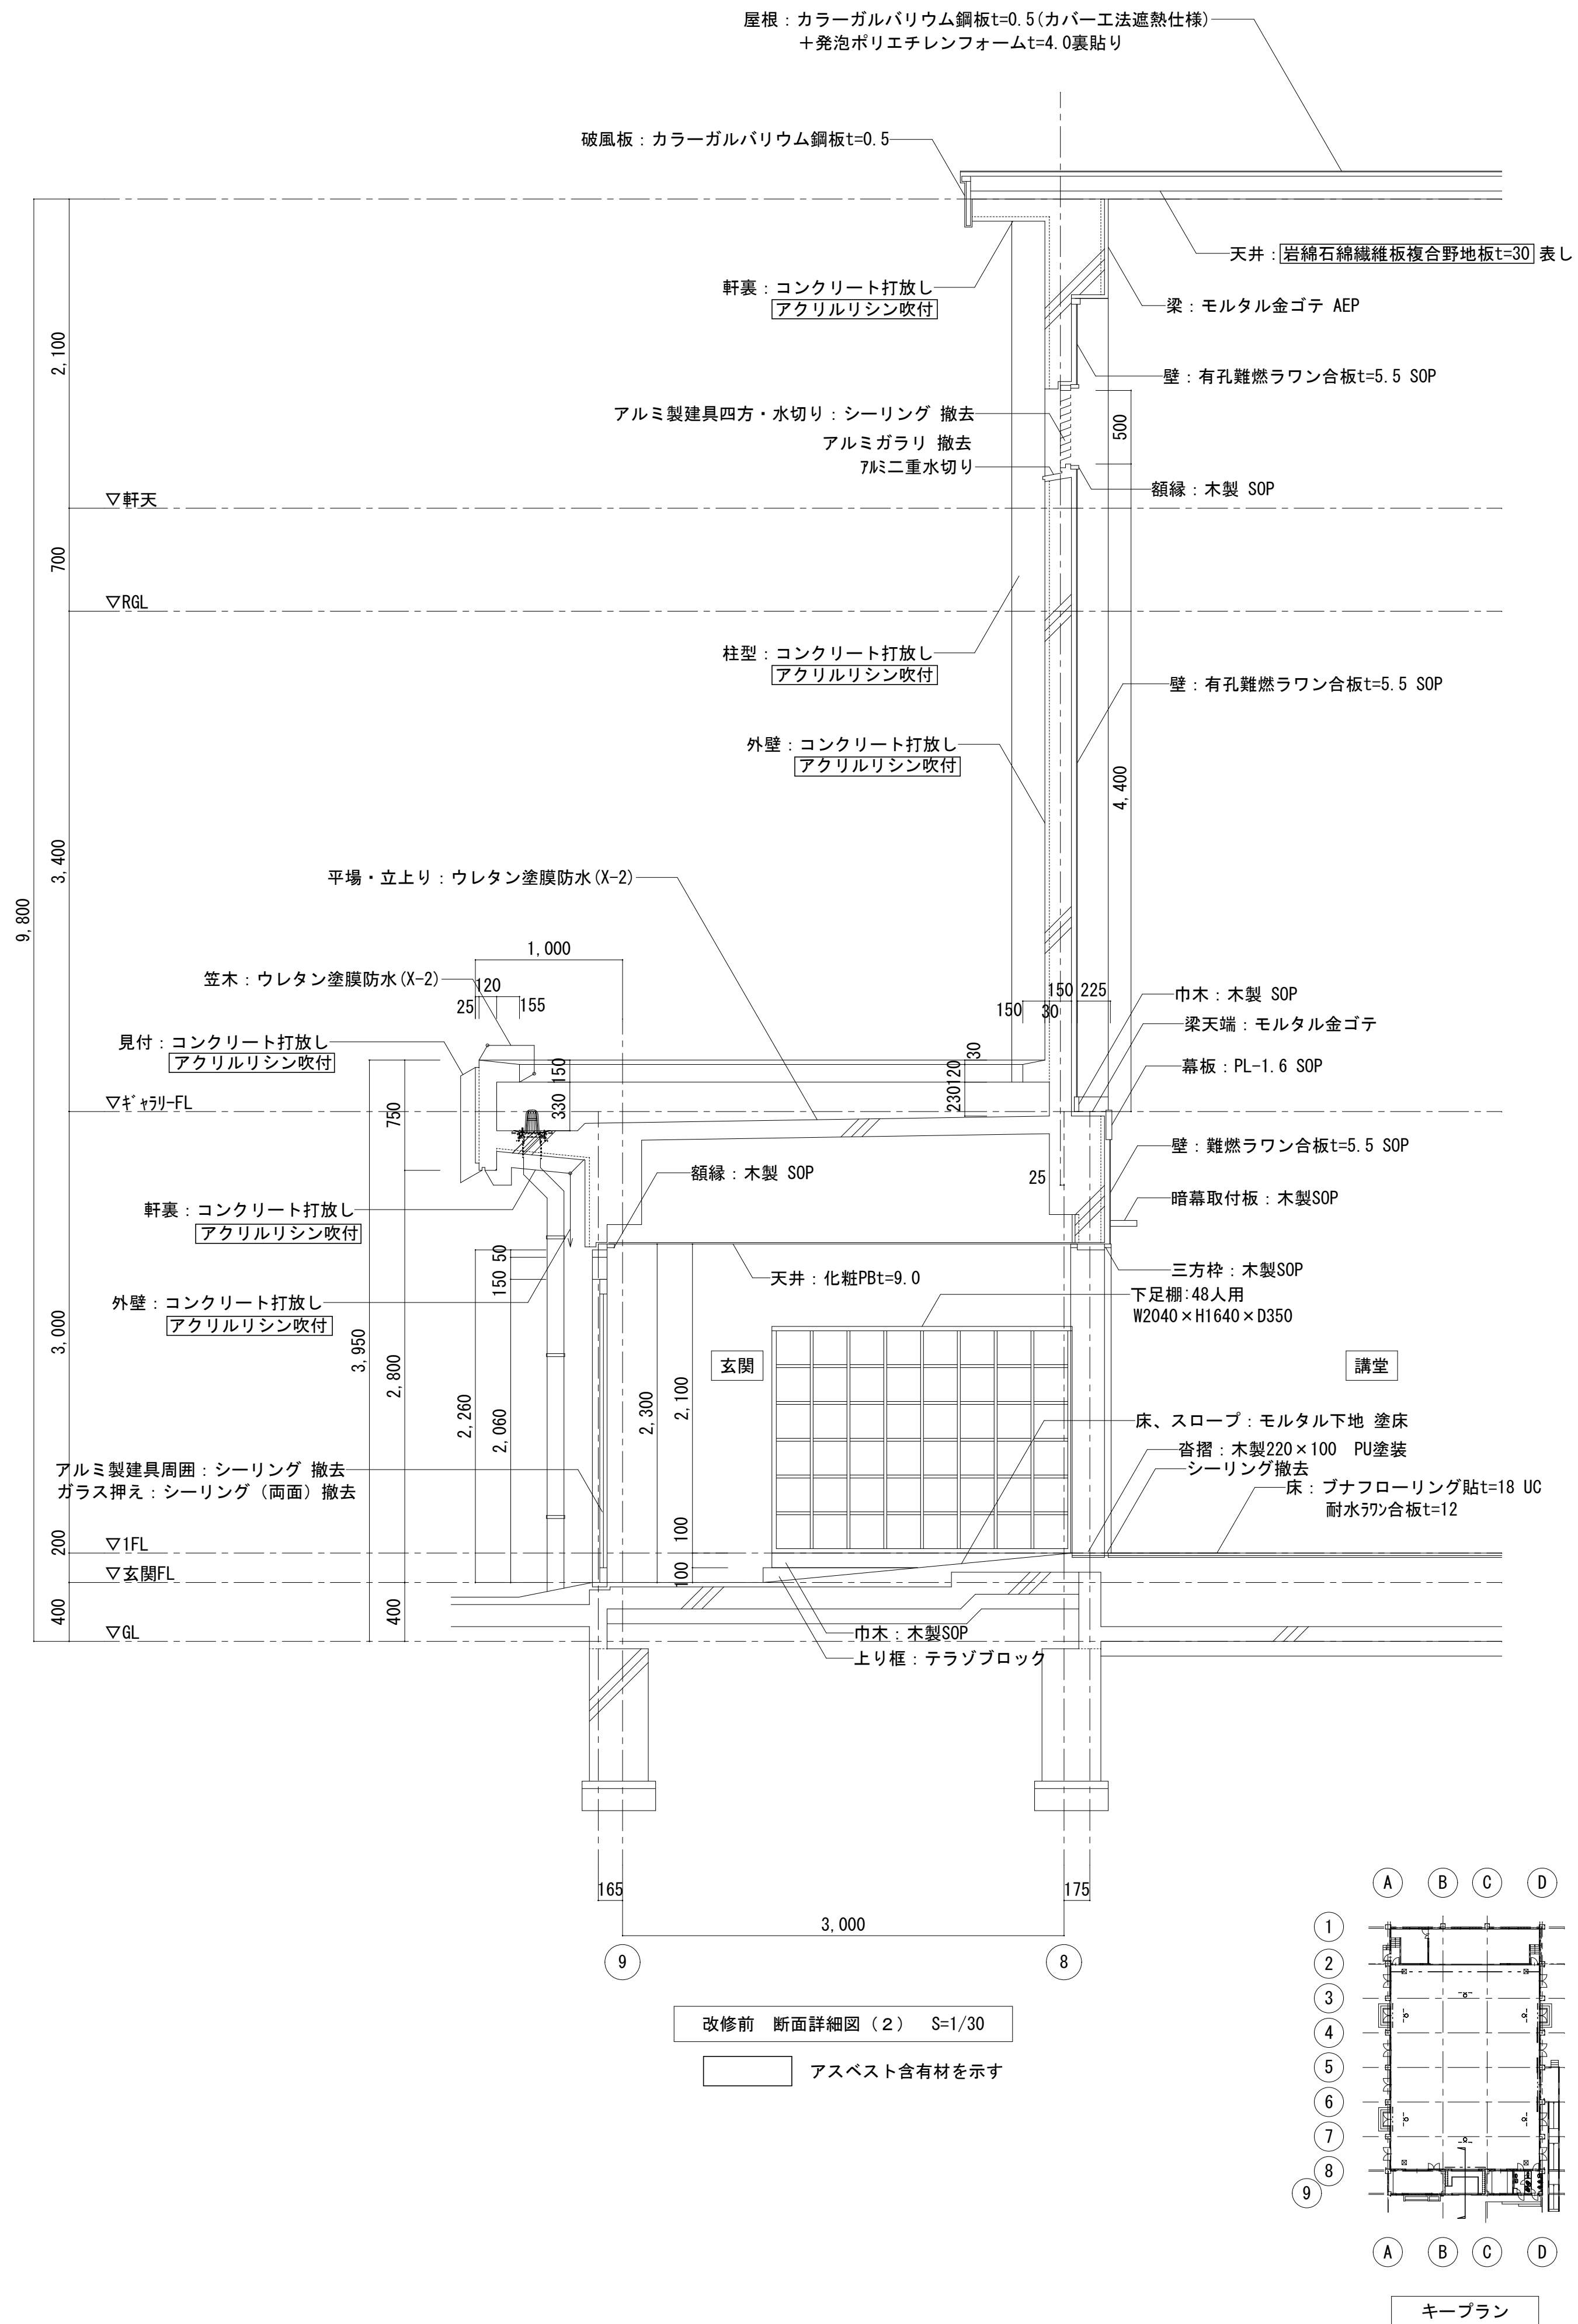 屋根：カラーガルバリウム鋼板t=0.5(カバー工法遮熱仕様)
＋発泡ポリエチレンフォームt=4.0裏貼り
破風板：カラーガルバリウム鋼板t=0.5
天井：岩綿石綿繊維板複合野地板t=30 表し
軒裏：コンクリート打放し
アクリルリシン吹付
梁：モルタル金ゴテ AEP
2,100
壁：有孔難燃ラワン合板t=5.5 SOP
アルミ製建具四方・水切り：シーリング 撤去
500
アルミガラリ 撤去
ｱﾙﾐ二重水切り
額縁：木製 SOP
▽軒天
700
▽RGL
柱型：コンクリート打放し
アクリルリシン吹付
壁：有孔難燃ラワン合板t=5.5 SOP
外壁：コンクリート打放し
アクリルリシン吹付
4,400
3,400
平場・立上り：ウレタン塗膜防水(X-2)
9,800
1,000
笠木：ウレタン塗膜防水(X-2)
120
25
155
150 225
150
30
巾木：木製 SOP
梁天端：モルタル金ゴテ
見付：コンクリート打放し
アクリルリシン吹付
150
30
120
幕板：PL-1.6 SOP
▽ｷﾞｬﾗﾘｰFL
750
330
230
壁：難燃ラワン合板t=5.5 SOP
額縁：木製 SOP
25
暗幕取付板：木製SOP
軒裏：コンクリート打放し
アクリルリシン吹付
50
150
天井：化粧PBt=9.0
三方枠：木製SOP
下足棚:48人用
W2040×H1640×D350
外壁：コンクリート打放し
アクリルリシン吹付
3,000
3,950
2,800
2,260
2,060
2,300
2,100
玄関
講堂
床、スロープ：モルタル下地 塗床
沓摺：木製220×100 PU塗装
シーリング撤去
アルミ製建具周囲：シーリング 撤去
ガラス押え：シーリング（両面）撤去
床：ブナフローリング貼t=18 UC
耐水ﾗﾜﾝ合板t=12
200
▽1FL
100
▽玄関FL
100
400
400
▽GL
巾木：木製SOP
上り框：テラゾブロック
165
175
3,000
9
8
改修前 断面詳細図（２） S=1/30
アスベスト含有材を示す
A
B
C
D
1
2
3
4
5
6
7
8
9
A
B
C
D
キープラン